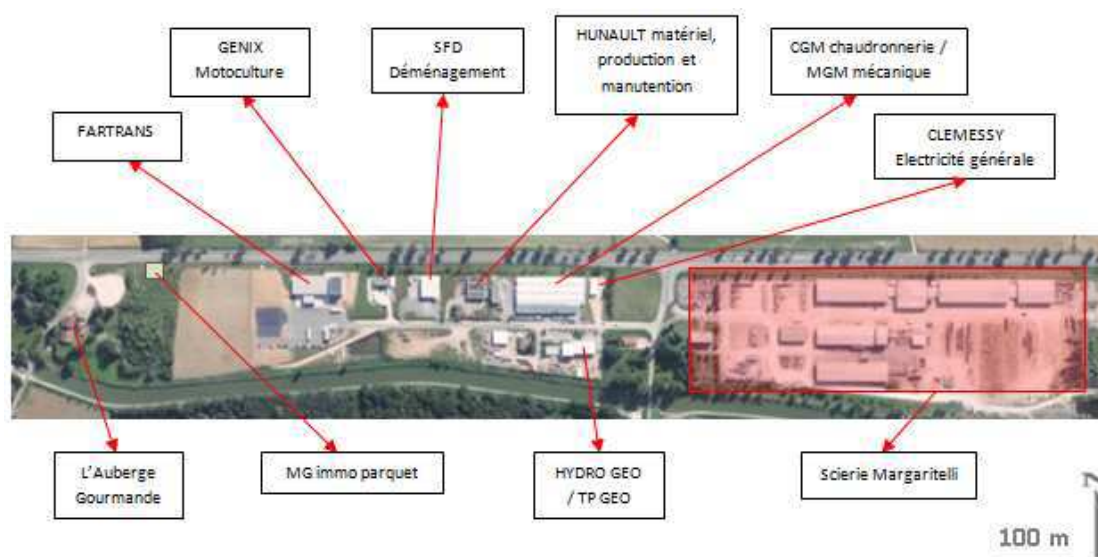 GENIX
Motoculture
SFD
Déménagement
HUNAULT matériel,
production et
manutention
CGM chaudronnerie /
MGM mécanique
FARTRANS
CLEMESSY
Electricité générale
L'Auberge
Gourmande
MG immo parquet
HYDRO GEO
/ TP GEO
Scierie Margaritelli
N
100 m